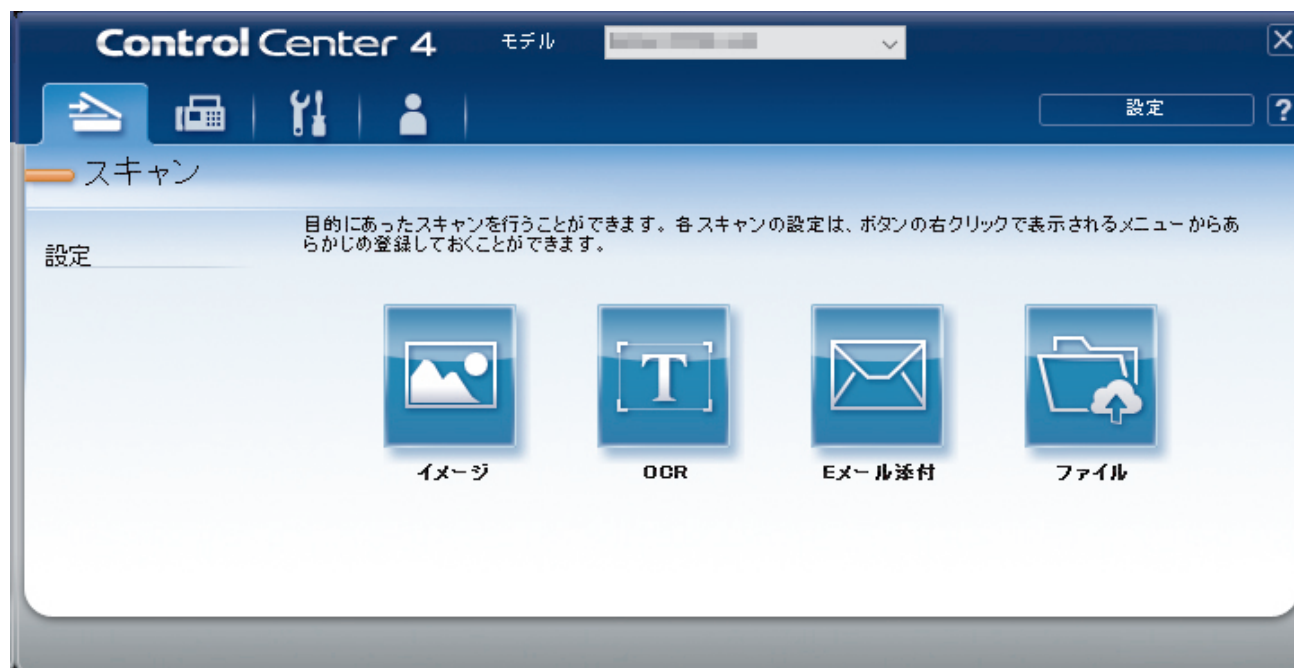 Control Center 4
モデル
設定
?
スキャン
設定
目的にあったスキャンを行うことができます。各スキャンの設定は、ボタンの右クリックで表示されるメニューからあ
らかじめ登録しておくことができます。
T
イメージ
OCR
Eメール添付
ファイル